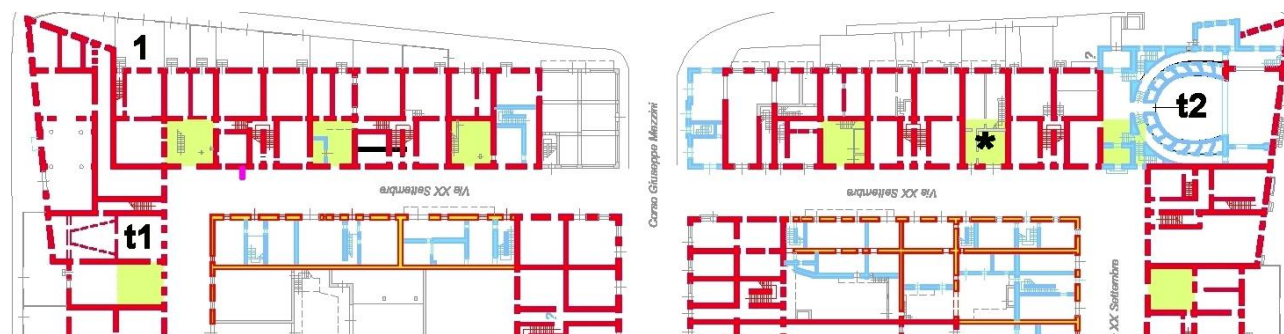 1
t1
Via XX Settembre
Corso Giuseppe Mazzini
?
?
*
t2
Via XX Settembre
XX Settembre
?